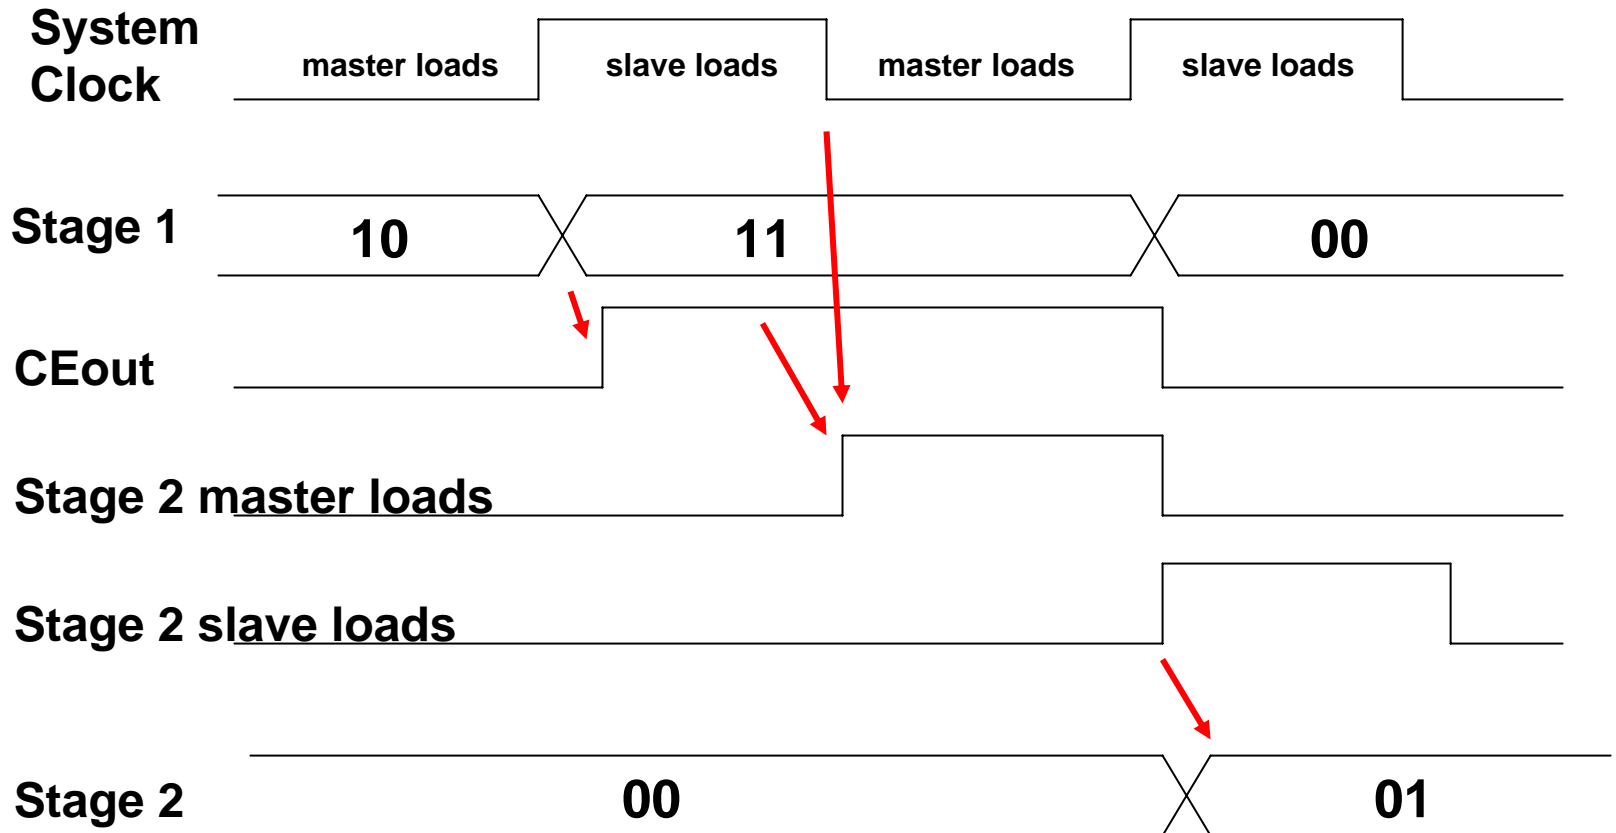 System
Clock
master loads slave loads master loads slave loads
Stage 1 10 11 00
CEout
Stage 2 master loads
Stage 2 slave loads
Stage 2 00 01